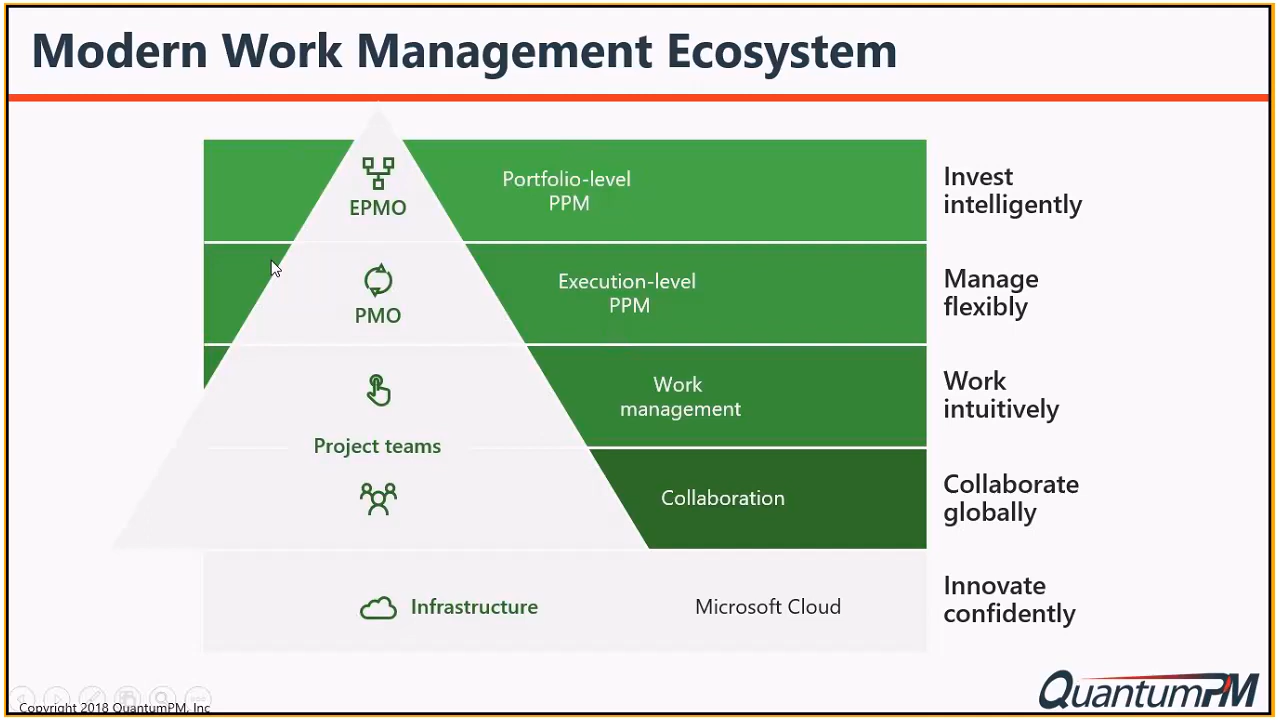 Modern Work Management Ecosystem
EPMO
Portfolio-level
PPM
Invest
intelligently
PMO
Execution-level
PPM
Manage
flexibly
Project teams
Work
management
Work
intuitively
Collaboration
Collaborate
globally
Infrastructure
Microsoft Cloud
Innovate
confidently
Copyright 2018 QuantumPM, Inc
QuantumPM